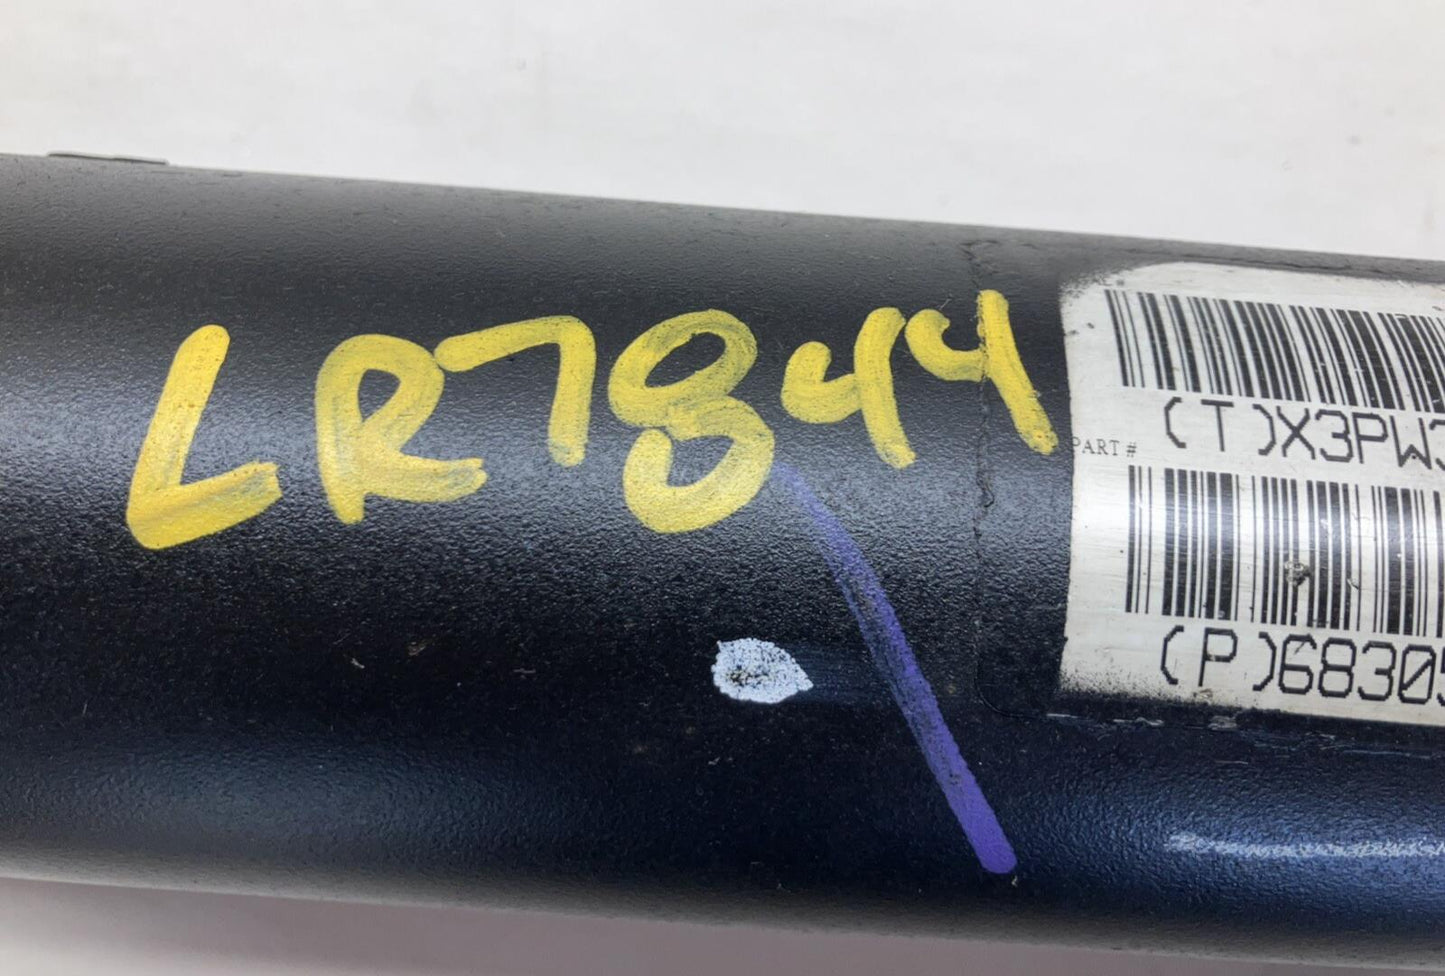 LR7844
(T)X3PW3
PART #
(P)68305